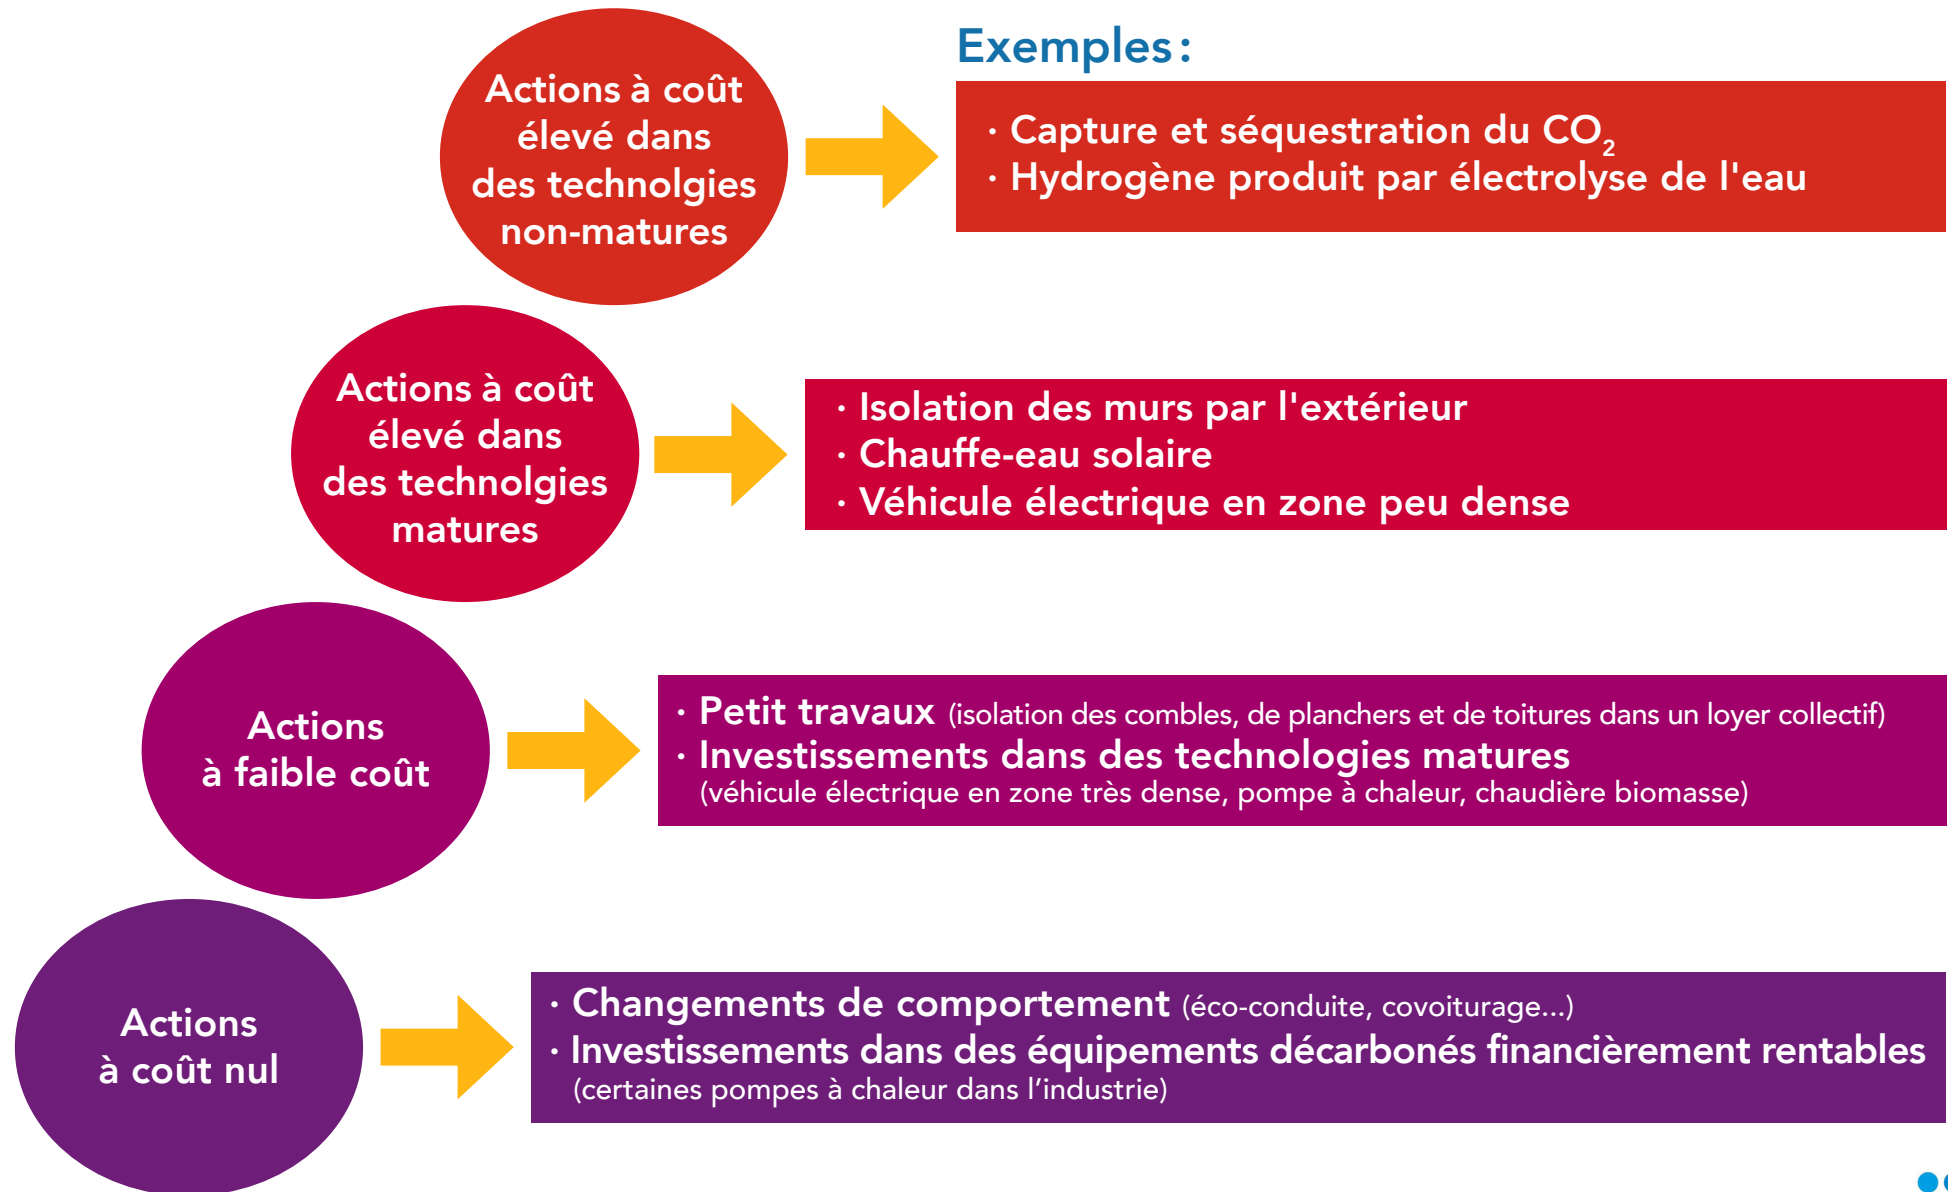 Exemples :
Actions à coût
élevé dans
des technolgies
non-matures
· Capture et séquestration du CO₂
· Hydrogène produit par électrolyse de l'eau
Actions à coût
élevé dans
des technolgies
matures
· Isolation des murs par l'extérieur
· Chauffe-eau solaire
· Véhicule électrique en zone peu dense
Actions
à faible coût
· Petit travaux (isolation des combles, de planchers et de toitures dans un loyer collectif)
· Investissements dans des technologies matures
(véhicule électrique en zone très dense, pompe à chaleur, chaudière biomasse)
Actions
à coût nul
· Changements de comportement (éco-conduite, covoiturage...)
· Investissements dans des équipements décarbonés financièrement rentables
(certaines pompes à chaleur dans l’industrie)